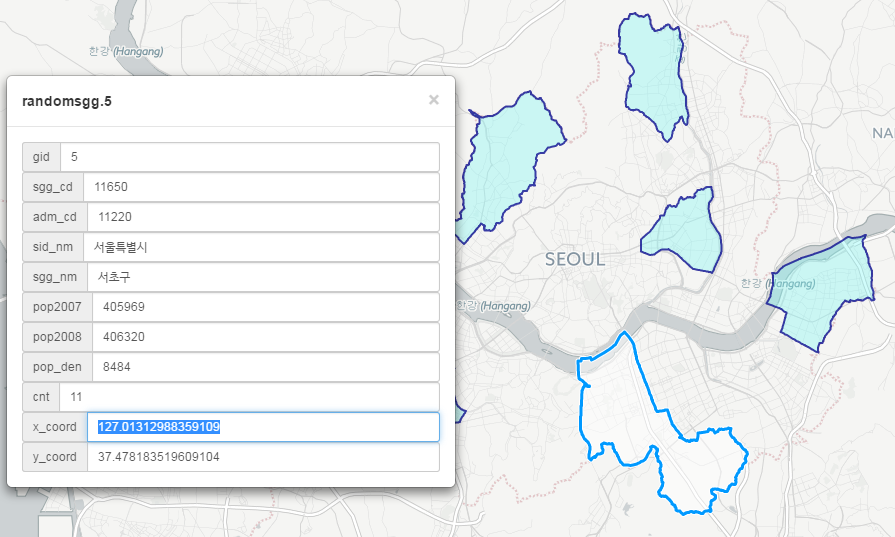 한강 (Hangang)
randomsgg.5
×
gid 5
sgg_cd 11650
adm_cd 11220
sid_nm 서울특별시
sgg_nm 서초구
pop2007 405969
pop2008 406320
pop_den 8484
cnt 11
x_coord 127.01312988359109
y_coord 37.478183519609104
NA
SEOUL
한강 (Hangang)
한강 (Hangang)